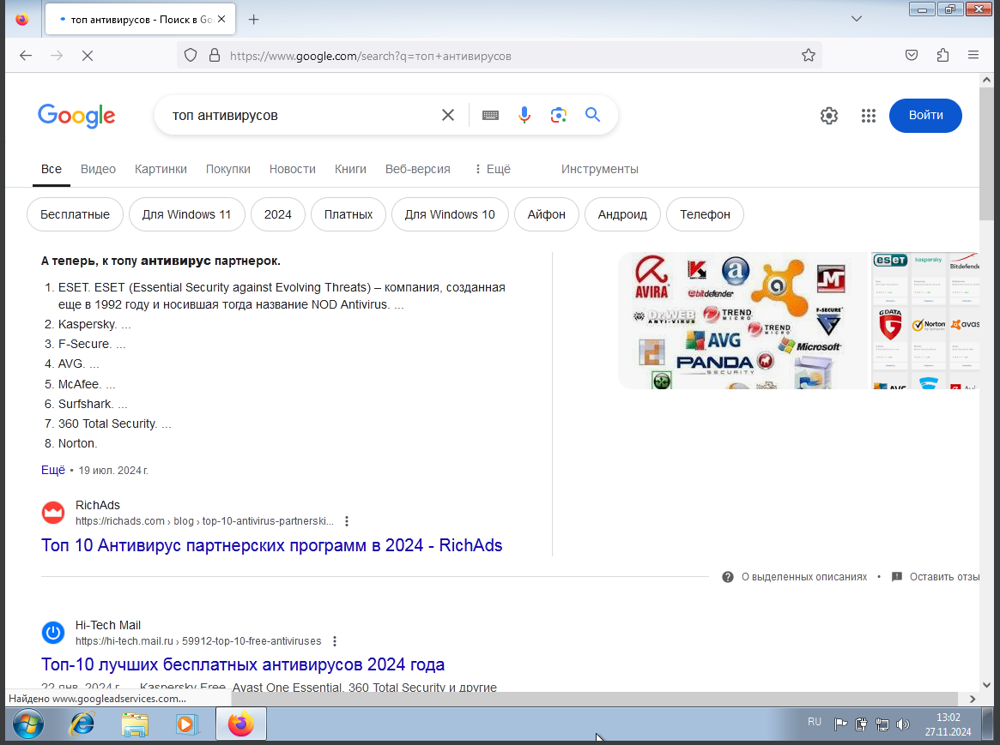 топ антивирусов - Поиск в Go
https://www.google.com/search?q=топ+антивирусов
Google
топ антивирусов
Войти
Все Видео Картинки Покупки Новости Книги Веб-версия Ещё Инструменты
Бесплатные Для Windows 11 2024 Платных Для Windows 10 Айфон Андроид Телефон
А теперь, к топу антивирус партнерок.
1. ESET. ESET (Essential Security against Evolving Threats) – компания, созданная
еще в 1992 году и носившая тогда название NOD Antivirus. ...
2. Kaspersky. ...
3. F-Secure. ...
4. AVG. ...
5. McAfee. ...
6. Surfshark. ...
7. 360 Total Security. ...
8. Norton.
Ещё • 19 июл. 2024 г.
AVIRA
bitdefender
Dr.WEB
ANTI-VIRUS
TREND
MICRO
F-SECURE
TREND
MICRO
AVG
Microsoft
PANDA
SECURITY
eseT
kaspersky
Bitdefende
G DATA
Norton
avas
RichAds
https://richads.com › blog › top-10-antivirus-partnerski...
Топ 10 Антивирус партнерских программ в 2024 - RichAds
О выделенных описаниях • Оставить отзы
Hi-Tech Mail
https://hi-tech.mail.ru › 59912-top-10-free-antiviruses
Топ-10 лучших бесплатных антивирусов 2024 года
22 янв. 2024 г. — Kaspersky Free, Avast One Essential, 360 Total Security и другие
Найдено www.googleadservices.com...
RU
13:02
27.11.2024